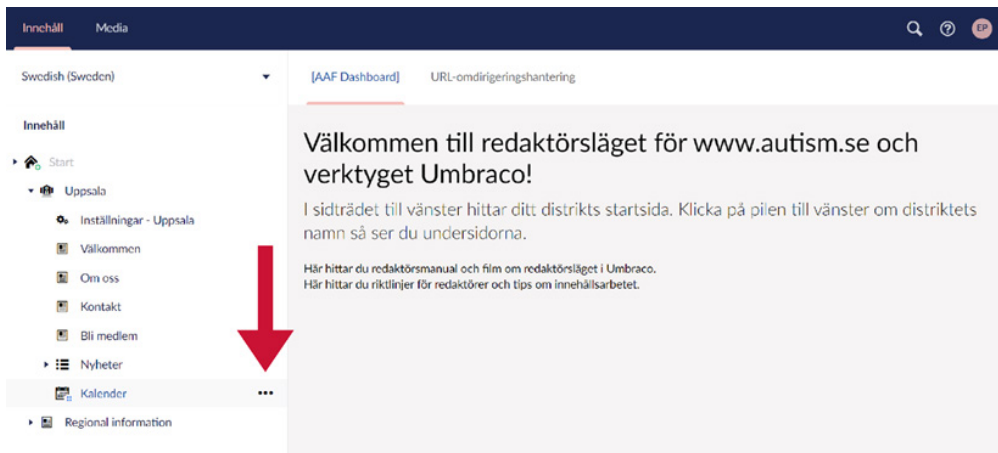 Innehåll Media
EP
Swedish (Sweden)
[AAF Dashboard] URL-omdirigeringshantering
Innehåll
Start
Uppsala
Inställningar - Uppsala
Välkommen
Om oss
Kontakt
Bli medlem
Nyheter
Kalender
Regional information
Välkommen till redaktörsläget för www.autism.se och
verktyget Umbraco!
I sidträdet till vänster hittar ditt distrikts startsida. Klicka på pilen till vänster om distriktets
namn så ser du undersidorna.
Här hittar du redaktörsmanual och film om redaktörsläget i Umbraco.
Här hittar du riktlinjer för redaktörer och tips om innehållsarbetet.